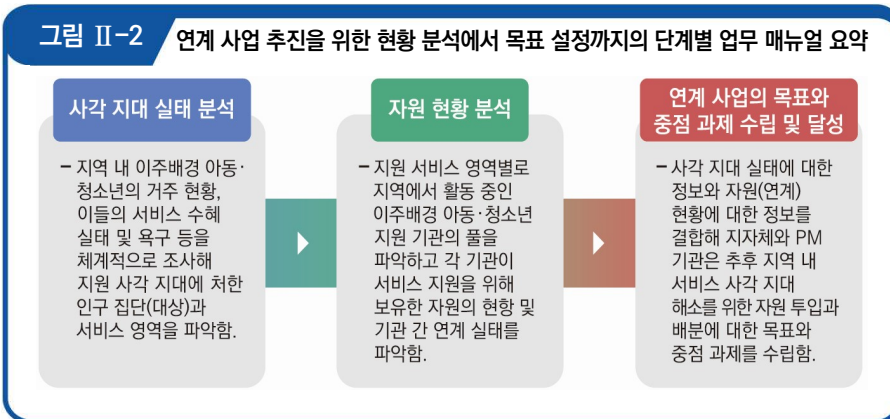 그림 Ⅱ-2 연계 사업 추진을 위한 현황 분석에서 목표 설정까지의 단계별 업무 매뉴얼 요약
사각 지대 실태 분석
– 지역 내 이주배경 아동·
청소년의 거주 현황,
이들의 서비스 수혜
실태 및 욕구 등을
체계적으로 조사해
지원 사각 지대에 처한
인구 집단(대상)과
서비스 영역을 파악함.
자원 현황 분석
– 지원 서비스 영역별로
지역에서 활동 중인
이주배경 아동·청소년
지원 기관의 풀을
파악하고 각 기관이
서비스 지원을 위해
보유한 자원의 현항 및
기관 간 연계 실태를
파악함.
연계 사업의 목표와
중점 과제 수립 및 달성
– 사각 지대 실태에 대한
정보와 자원(연계)
현황에 대한 정보를
결합해 지자체와 PM
기관은 추후 지역 내
서비스 사각 지대
해소를 위한 자원 투입과
배분에 대한 목표와
중점 과제를 수립함.